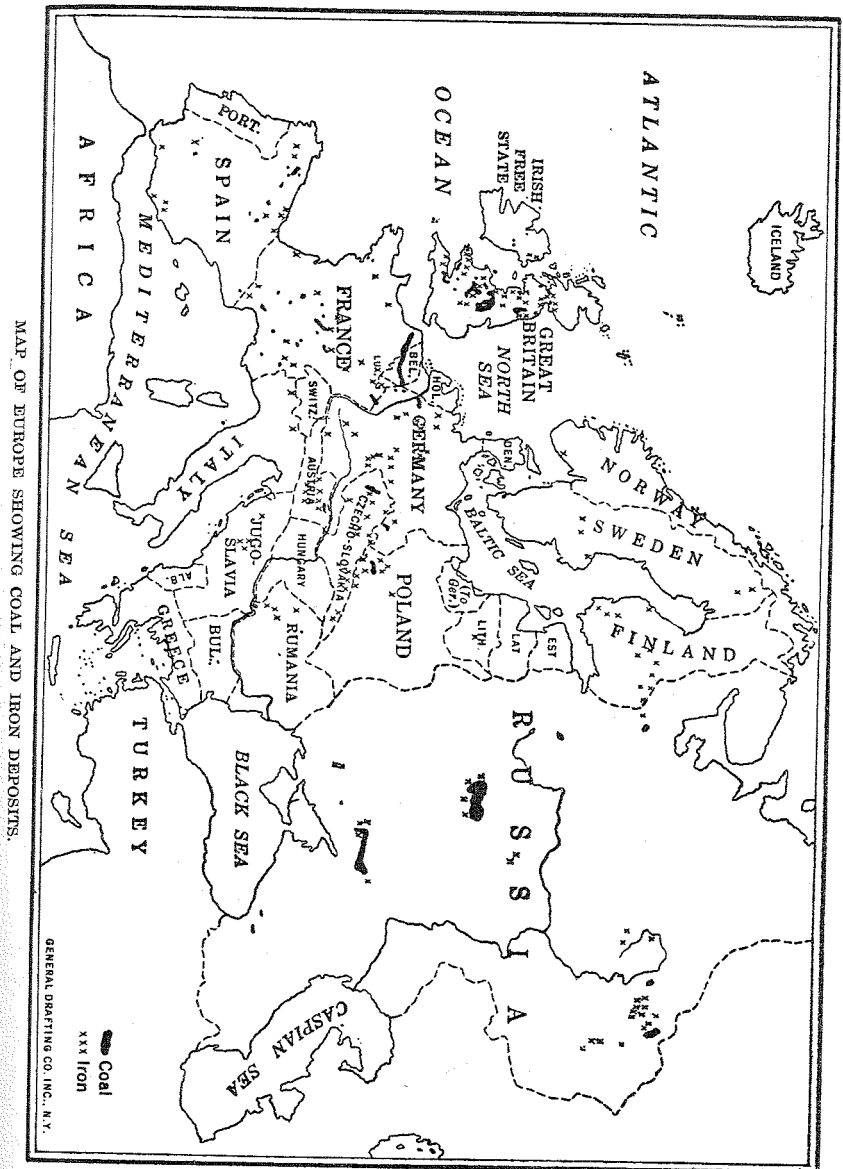 ATLANTIC
OCEAN
ICELAND
IRISH
FREE
STATE
GREAT
BRITAIN
NORTH
SEA
NORWAY
SWEDEN
FINLAND
DEN.
BALTIC SEA
EST
LAT
LITH.
(To
Ger.)
HOL.
BEL.
LUX.
GERMANY
POLAND
RUSSIA
FRANCE
SWITZ.
AUSTRIA
CZECHO-SLOVAKIA
HUNGARY
RUMANIA
PORT.
SPAIN
ITALY
JUGO-
SLAVIA
ALB.
BUL.
GREECE
BLACK SEA
CASPIAN
SEA
TURKEY
MEDITERRANEAN SEA
AFRICA
Coal
xxx Iron
GENERAL DRAFTING CO. INC., N.Y.
MAP OF EUROPE SHOWING COAL AND IRON DEPOSITS.